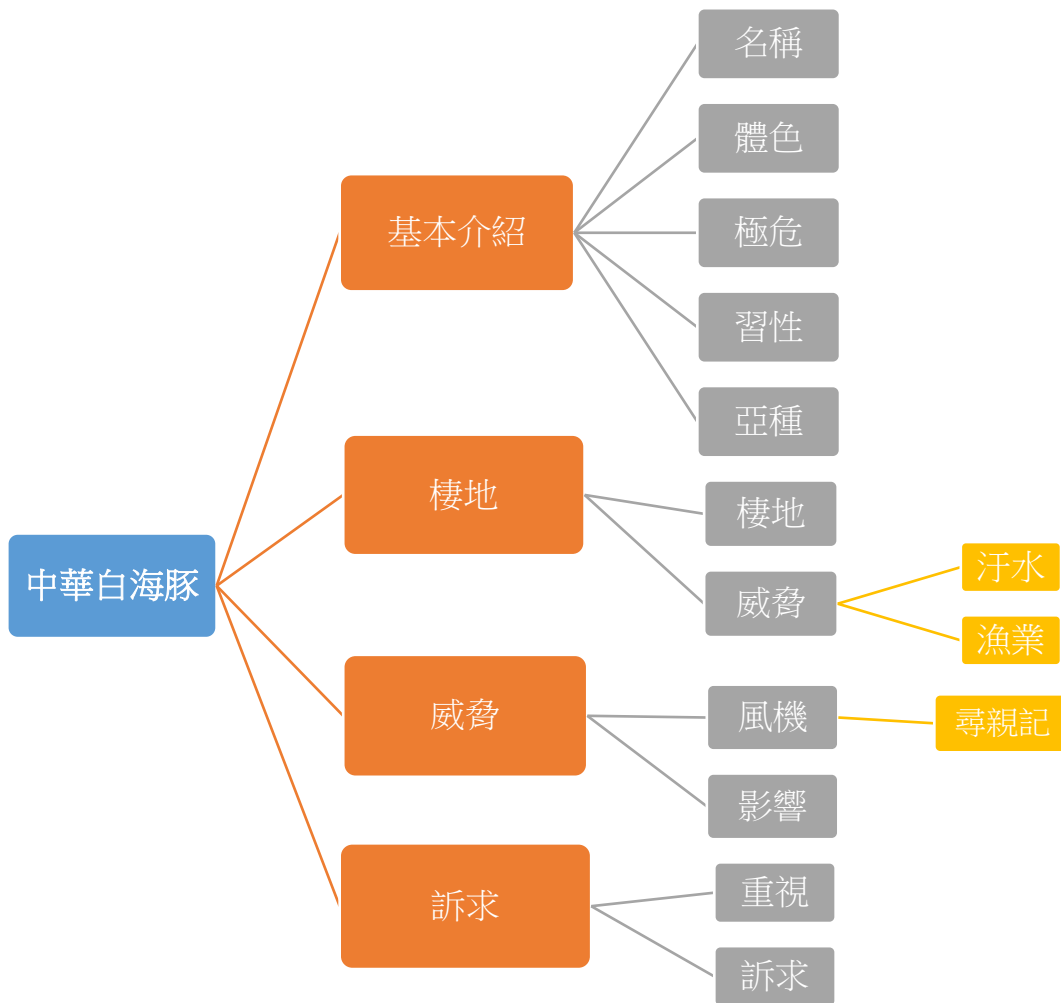 中華白海豚
基本介紹
名稱
體色
極危
習性
亞種
棲地
棲地
威脅
汙水
漁業
威脅
風機
尋親記
影響
訴求
重視
訴求